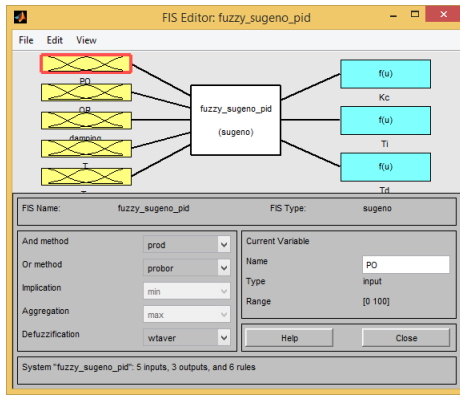 FIS Editor: fuzzy_sugeno_pid
File Edit View
PO
OR
damping
T
fuzzy_sugeno_pid
(sugeno)
f(u)
Kc
f(u)
Ti
f(u)
Td
FIS Name: fuzzy_sugeno_pid FIS Type: sugeno
And method prod
Or method probor
Implication min
Aggregation max
Defuzzification wtaver
Current Variable
Name PO
Type input
Range [0 100]
Help Close
System "fuzzy_sugeno_pid": 5 inputs, 3 outputs, and 6 rules